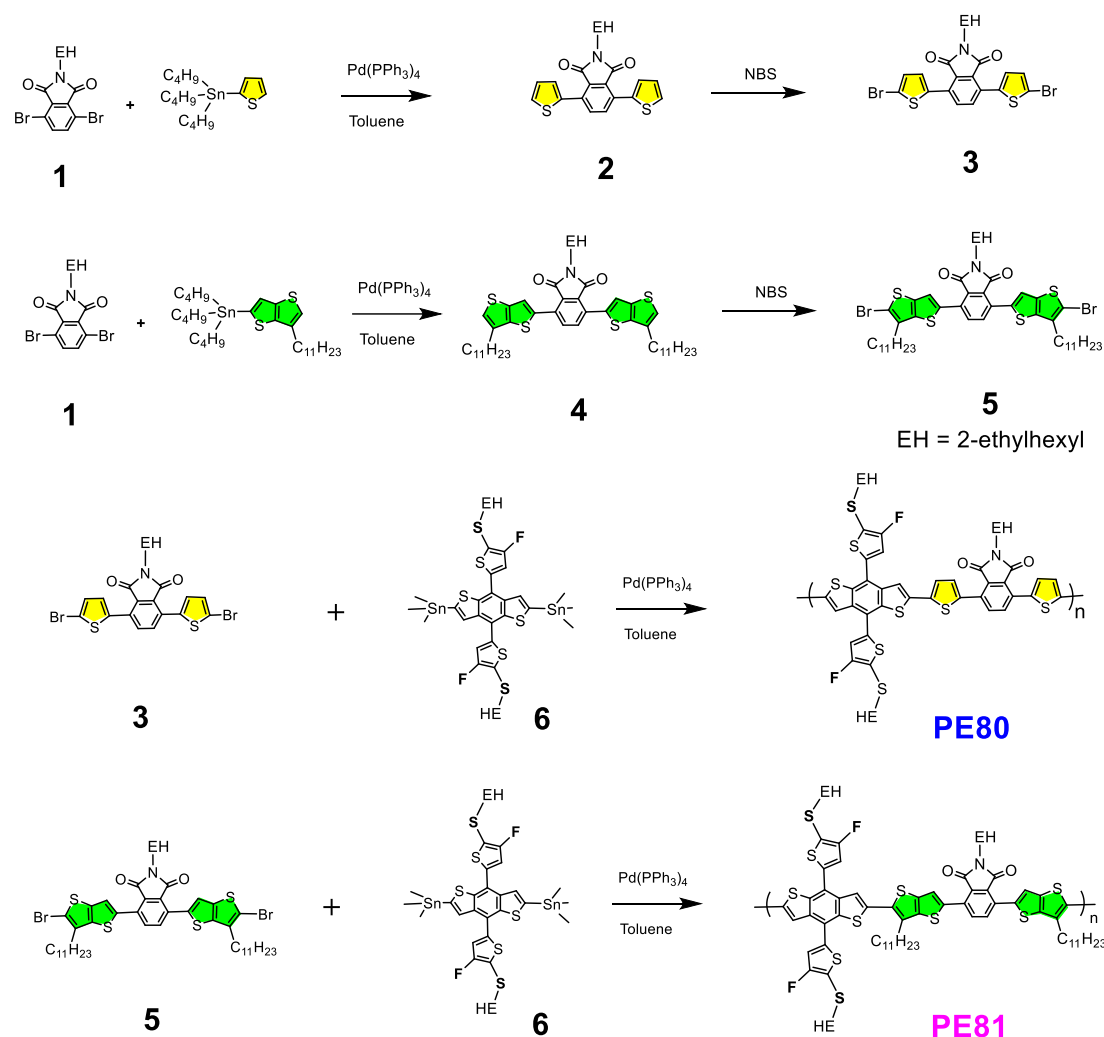 EH
N
O O
Br Br
1
+
C4H9
C4H9 Sn
C4H9
S
Pd(PPh3)4
Toluene
EH
N
O O
S S
2
NBS
EH
N
O O
Br S S Br
3
EH
N
O O
Br Br
1
+
C4H9
C4H9 Sn
C4H9
S
S
C11H23
Pd(PPh3)4
Toluene
EH
N
O O
S S
S S
C11H23 C11H23
4
NBS
EH
N
O O
S S
Br Br
S S
C11H23 C11H23
5
EH = 2-ethylhexyl
EH
N
O O
Br S S Br
3
+
EH
S
F
S
S
Sn Sn
S
S
F
S
HE
6
Pd(PPh3)4
Toluene
EH
S
F
S
S
S
S
F
S
HE
EH
N
O O
S S
n
PE80
EH
N
O O
S S
Br Br
S S
C11H23 C11H23
5
+
EH
S
F
S
S
Sn Sn
S
S
F
S
HE
6
Pd(PPh3)4
Toluene
EH
S
F
S
S
S
S
F
S
HE
EH
N
O O
S S
S S
C11H23 C11H23
n
PE81